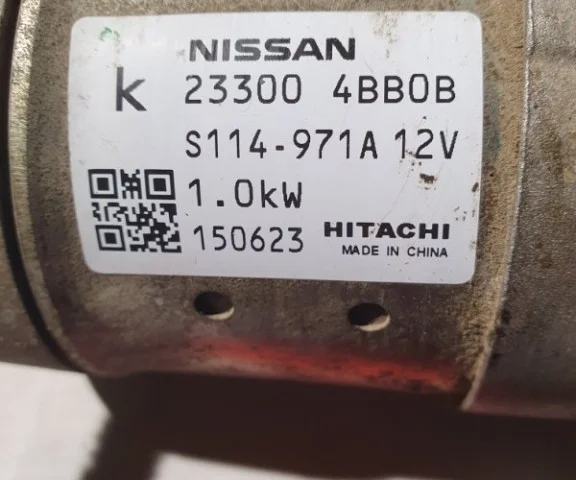 NISSAN
k 23300 4BB0B
S114-971A 12V
1.0kW
150623 HITACHI
MADE IN CHINA